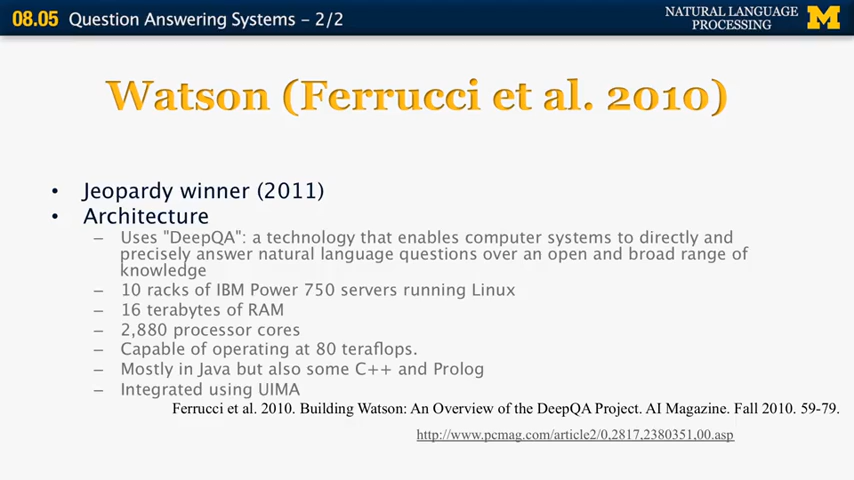 08.05 Question Answering Systems – 2/2
NATURAL LANGUAGE
PROCESSING
M
Watson (Ferrucci et al. 2010)
• Jeopardy winner (2011)
• Architecture
– Uses "DeepQA": a technology that enables computer systems to directly and
precisely answer natural language questions over an open and broad range of
knowledge
– 10 racks of IBM Power 750 servers running Linux
– 16 terabytes of RAM
– 2,880 processor cores
– Capable of operating at 80 teraflops.
– Mostly in Java but also some C++ and Prolog
– Integrated using UIMA
Ferrucci et al. 2010. Building Watson: An Overview of the DeepQA Project. AI Magazine. Fall 2010. 59-79.
http://www.pcmag.com/article2/0,2817,2380351,00.asp